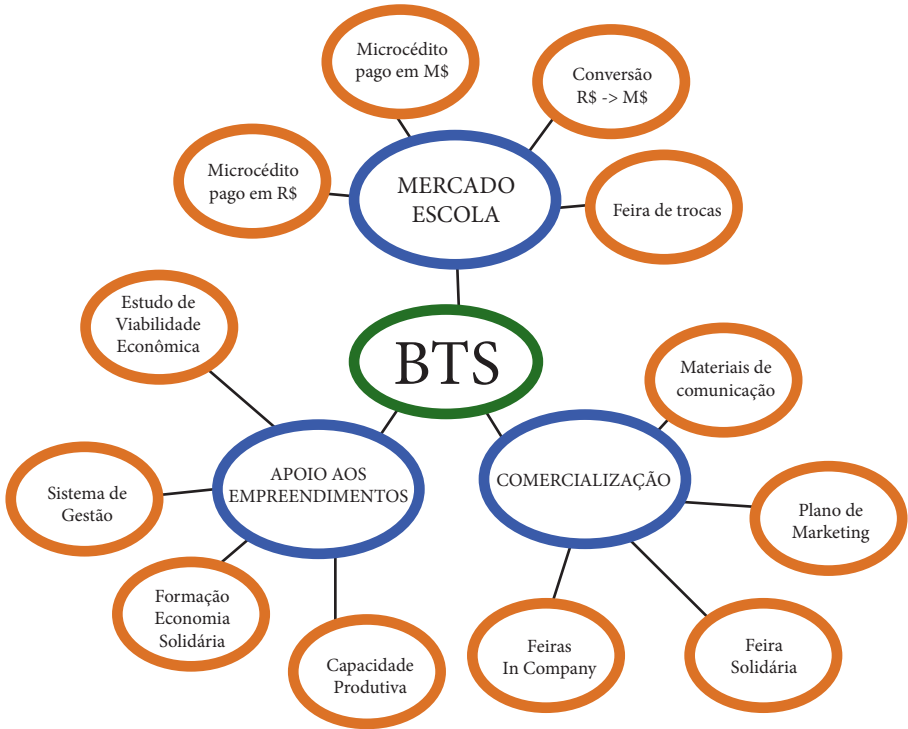 Microcédito
pago em M$
Conversão
R$ -> M$
Microcédito
pago em R$
MERCADO
ESCOLA
Feira de trocas
Estudo de
Viabilidade
Econômica
BTS
Materiais de
comunicação
APOIO AOS
EMPREENDIMENTOS
COMERCIALIZAÇÃO
Sistema de
Gestão
Plano de
Marketing
Formação
Economia
Solidária
Capacidade
Produtiva
Feiras
In Company
Feira
Solidária